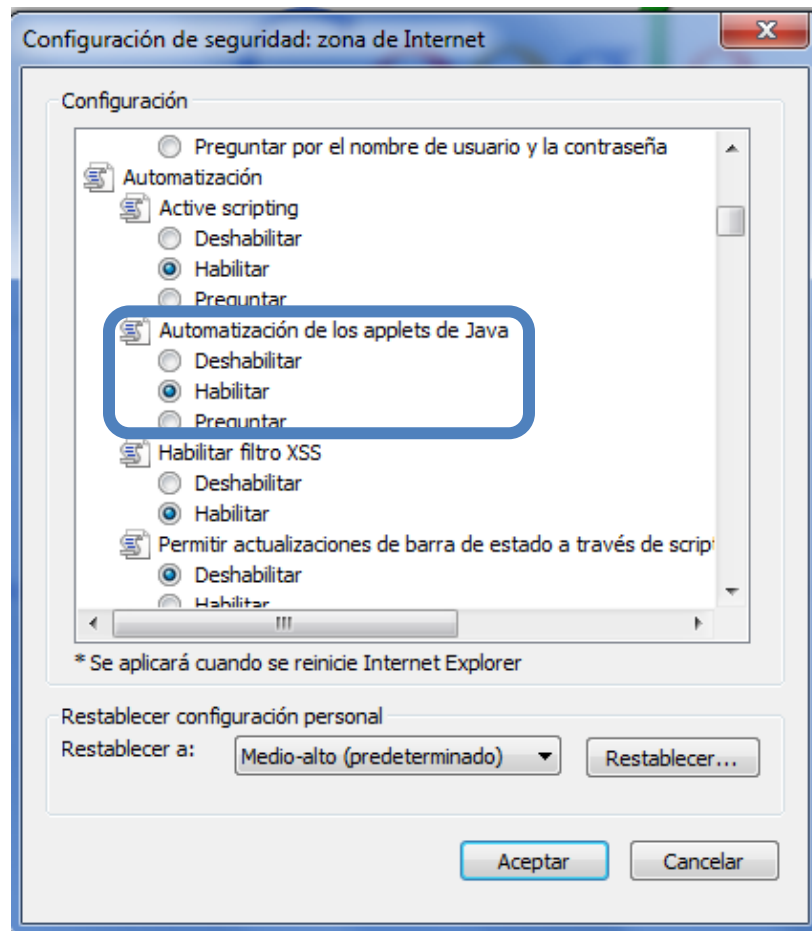 Configuración de seguridad: zona de Internet
Configuración
Preguntar por el nombre de usuario y la contraseña
Automatización
Active scripting
Deshabilitar
Habilitar
Preguntar
Automatización de los applets de Java
Deshabilitar
Habilitar
Preguntar
Habilitar filtro XSS
Deshabilitar
Habilitar
Permitir actualizaciones de barra de estado a través de script
Deshabilitar
Habilitar
* Se aplicará cuando se reinicie Internet Explorer
Restablecer configuración personal
Restablecer a: Medio-alto (predeterminado) Restablecer...
Aceptar Cancelar